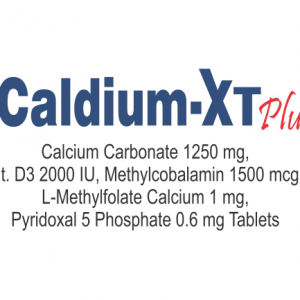 Caldium-XT Plu
Calcium Carbonate 1250 mg,
t. D3 2000 IU, Methylcobalamin 1500 mcg
L-Methylfolate Calcium 1 mg,
Pyridoxal 5 Phosphate 0.6 mg Tablets